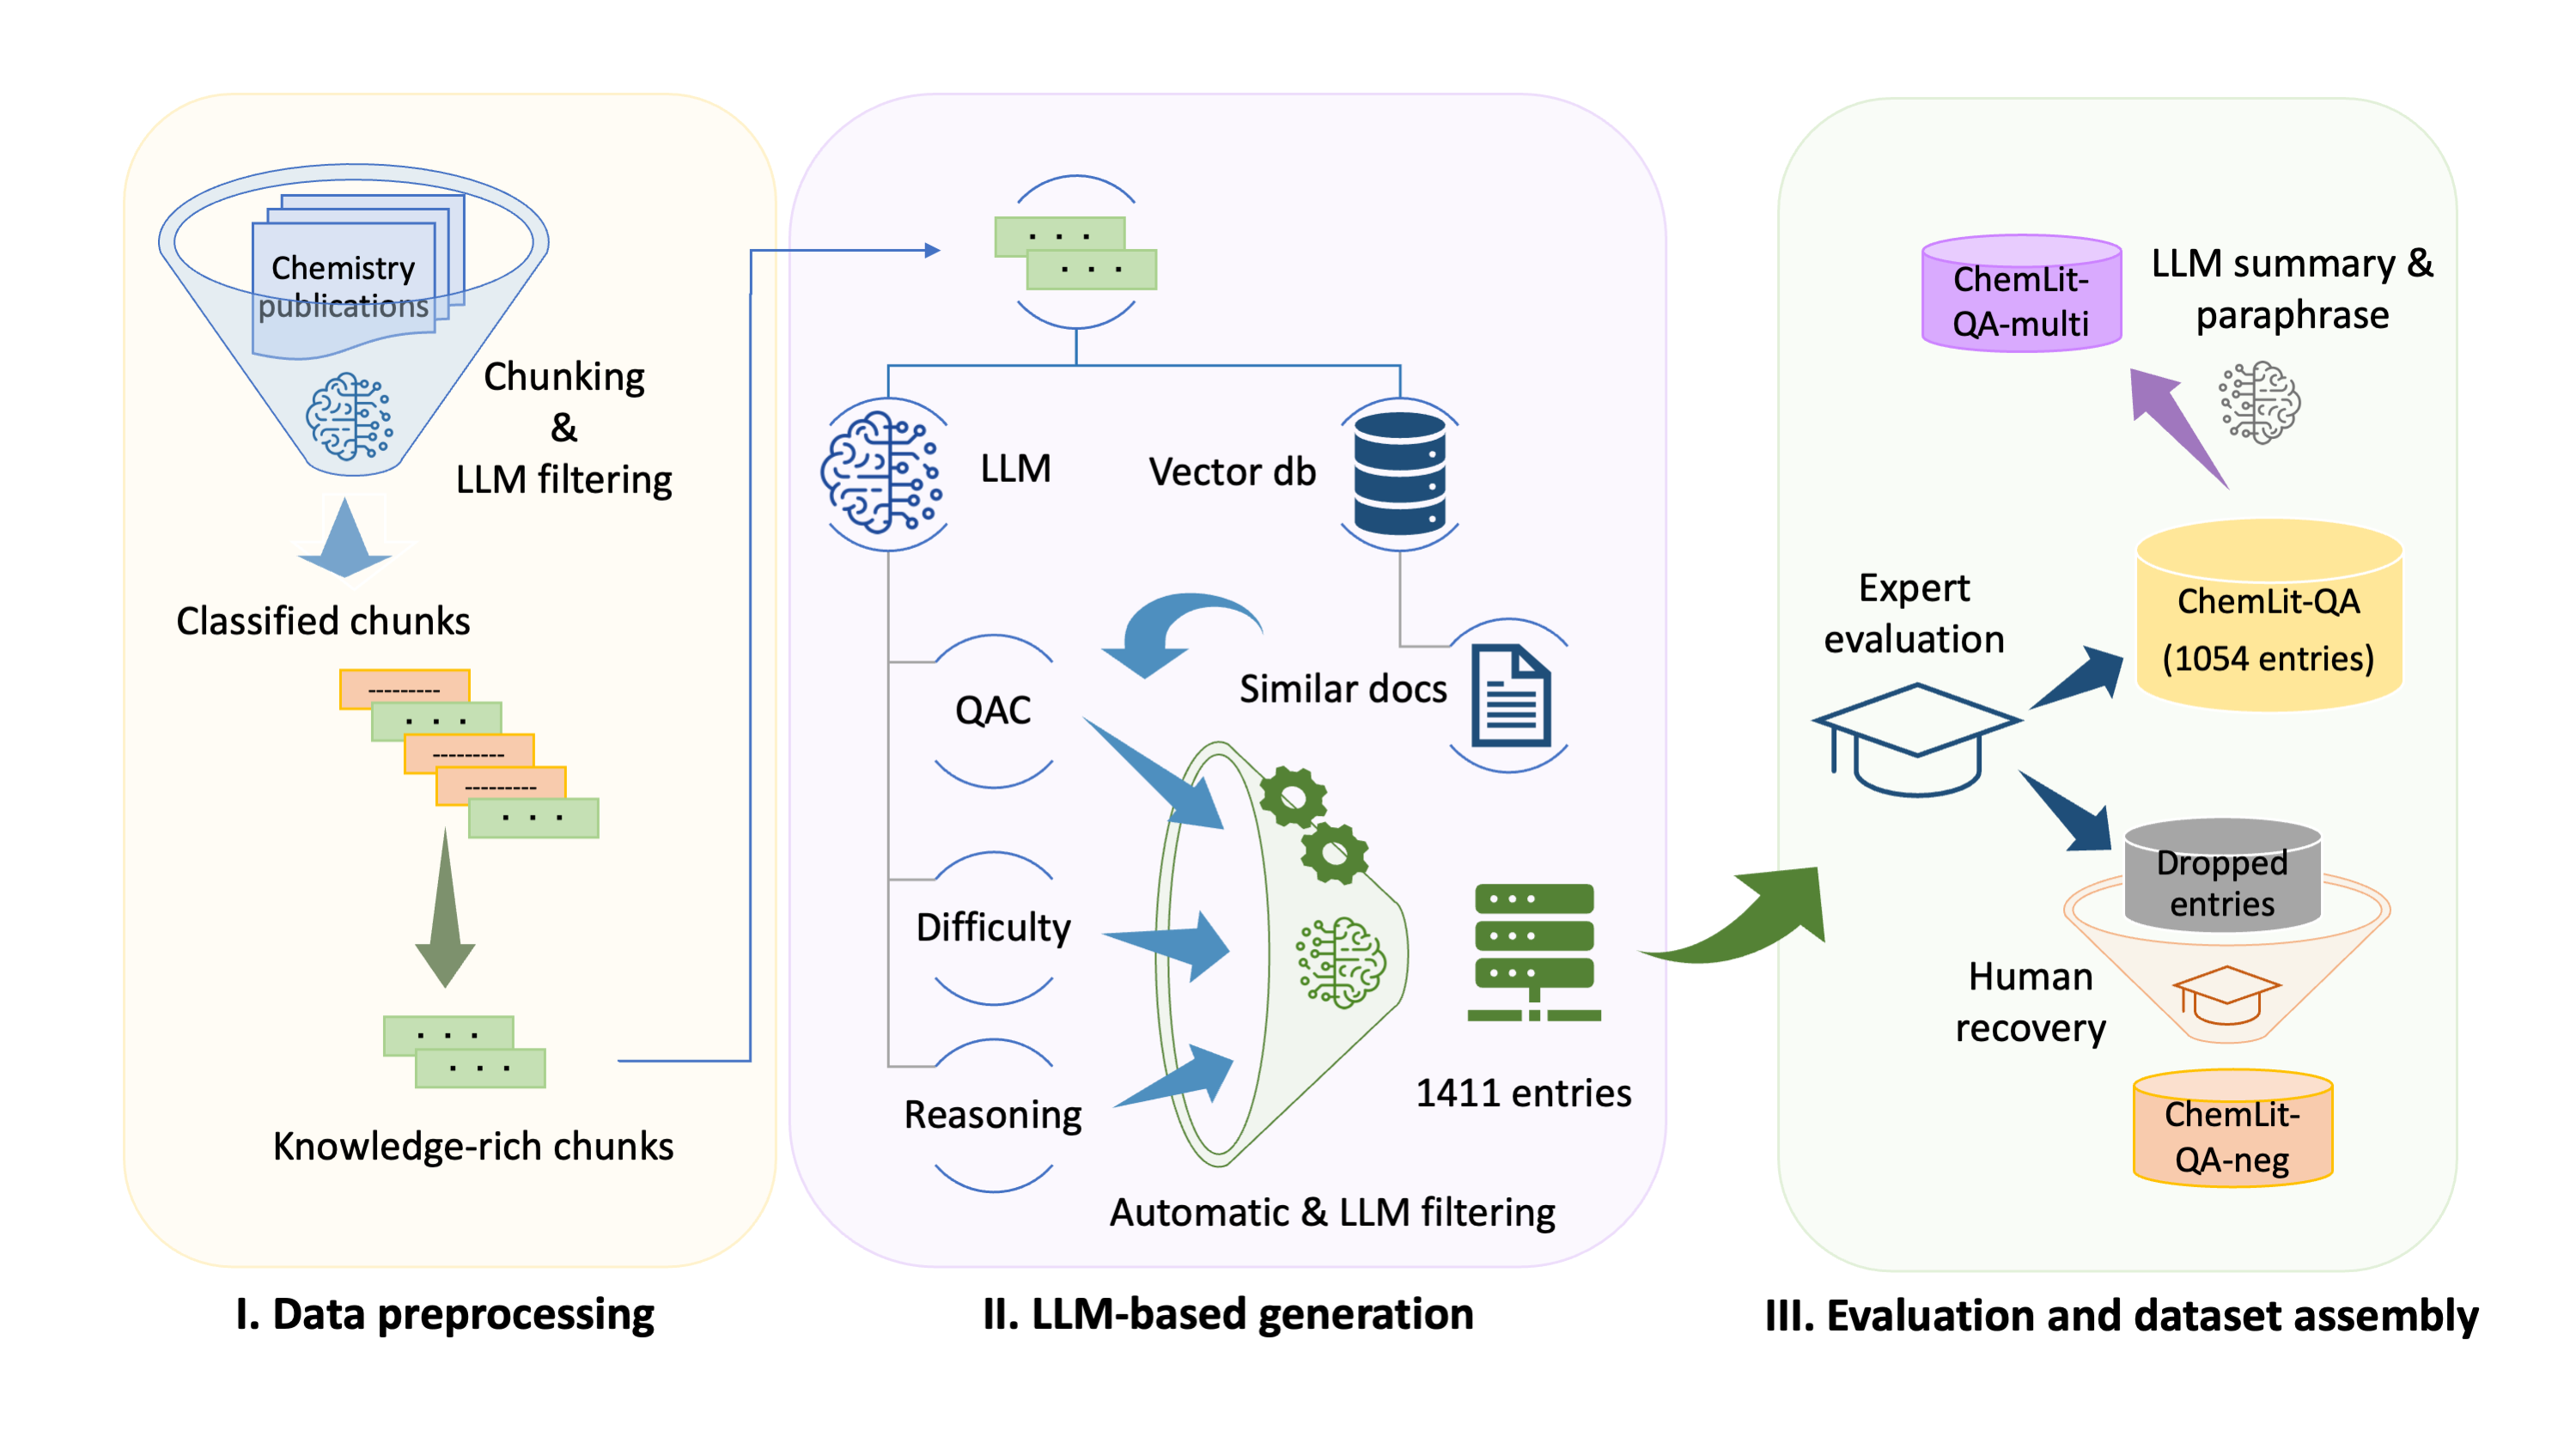 Chemistry
publications
Chunking
&
LLM filtering
Classified chunks
---------
. . .
---------
---------
. . .
. . .
. . .
Knowledge-rich chunks
I. Data preprocessing
. . .
. . .
LLM
Vector db
QAC
Similar docs
Difficulty
Reasoning
1411 entries
Automatic & LLM filtering
II. LLM-based generation
ChemLit-
QA-multi
LLM summary &
paraphrase
Expert
evaluation
ChemLit-QA
(1054 entries)
Dropped
entries
Human
recovery
ChemLit-
QA-neg
III. Evaluation and dataset assembly